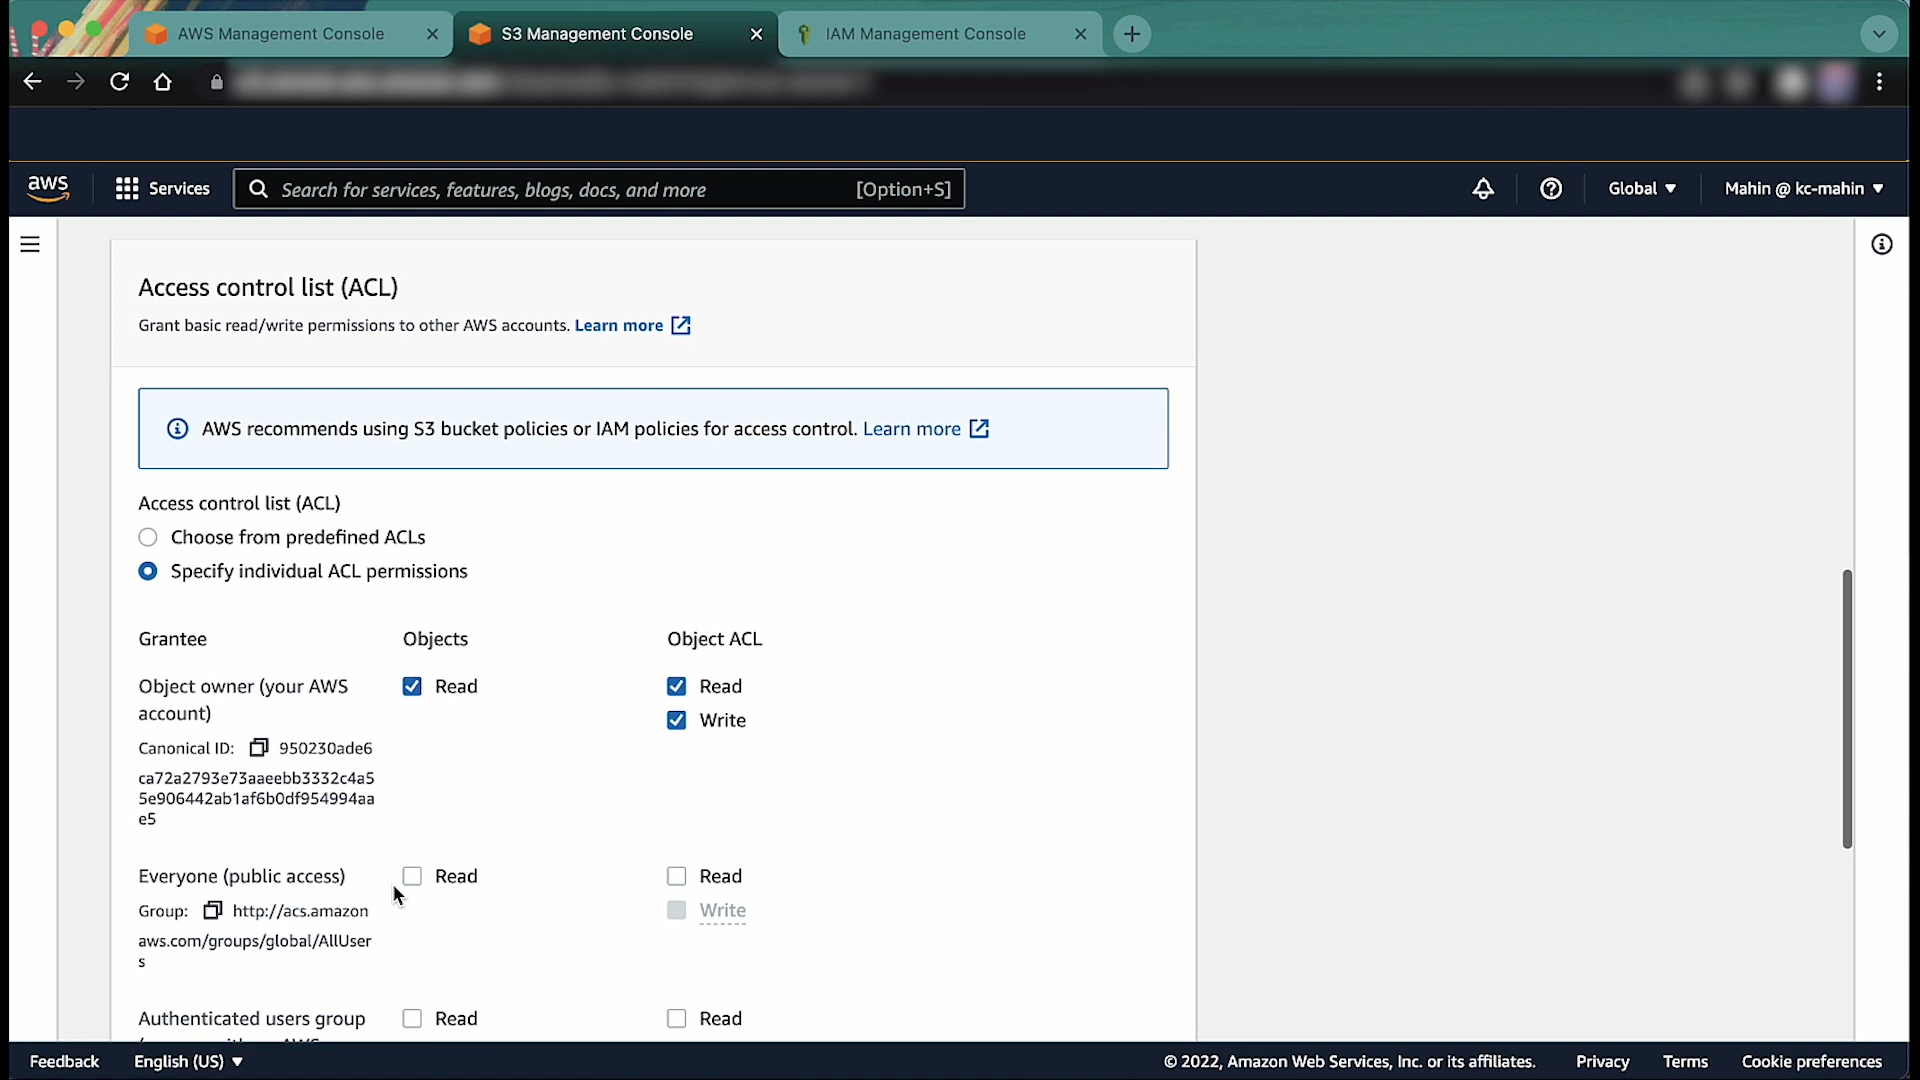 AWS Management Console
S3 Management Console
IAM Management Console
aws
Services
Search for services, features, blogs, docs, and more
[Option+S]
Global
Mahin @ kc-mahin
Access control list (ACL)
Grant basic read/write permissions to other AWS accounts. Learn more
AWS recommends using S3 bucket policies or IAM policies for access control. Learn more
Access control list (ACL)
Choose from predefined ACLs
Specify individual ACL permissions
Grantee
Objects
Object ACL
Object owner (your AWS
account)
Read
Read
Write
Canonical ID: 950230ade6
ca72a2793e73aaeebb3332c4a5
5e906442ab1af6b0df954994aa
e5
Everyone (public access)
Read
Read
Group: http://acs.amazon
Write
aws.com/groups/global/AllUser
s
Authenticated users group
Read
Read
Feedback
English (US)
© 2022, Amazon Web Services, Inc. or its affiliates.
Privacy
Terms
Cookie preferences